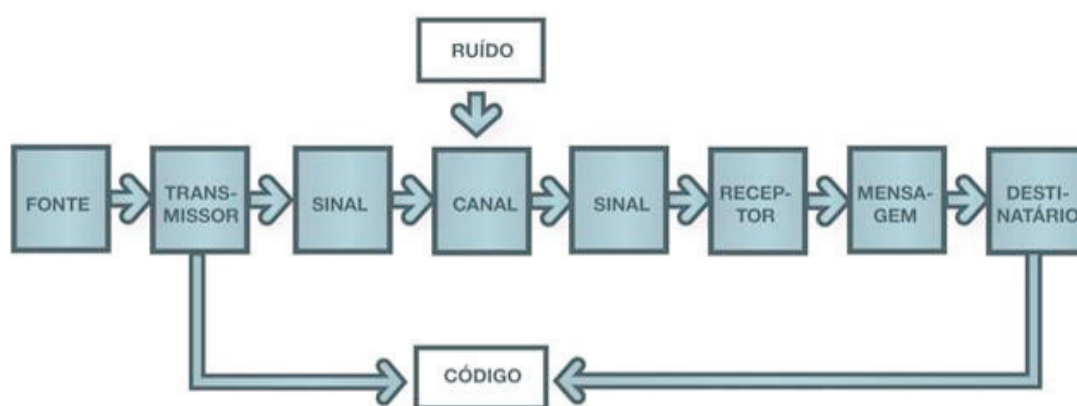 RUÍDO
FONTE
TRANS-
MISSOR
SINAL
CANAL
SINAL
RECEP-
TOR
MENSA-
GEM
DESTI-
NATÁRIO
CÓDIGO